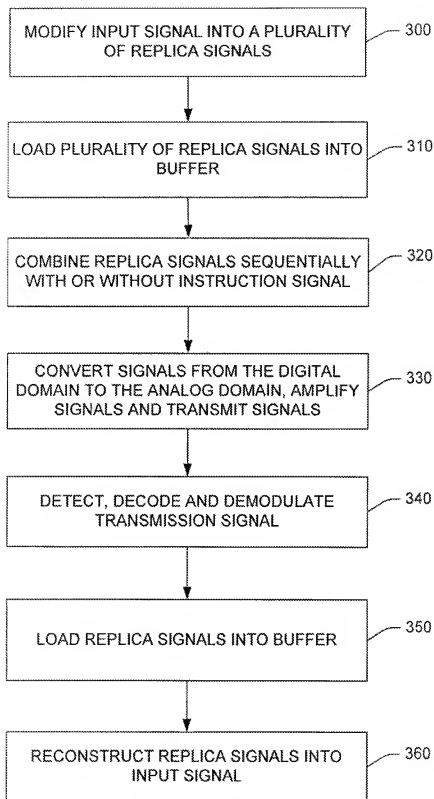 MODIFY INPUT SIGNAL INTO A PLURALITY
OF REPLICA SIGNALS
300
LOAD PLURALITY OF REPLICA SIGNALS INTO
BUFFER
310
COMBINE REPLICA SIGNALS SEQUENTIALLY
WITH OR WITHOUT INSTRUCTION SIGNAL
320
CONVERT SIGNALS FROM THE DIGITAL
DOMAIN TO THE ANALOG DOMAIN, AMPLIFY
SIGNALS AND TRANSMIT SIGNALS
330
DETECT, DECODE AND DEMODULATE
TRANSMISSION SIGNAL
340
LOAD REPLICA SIGNALS INTO BUFFER
350
RECONSTRUCT REPLICA SIGNALS INTO
INPUT SIGNAL
360